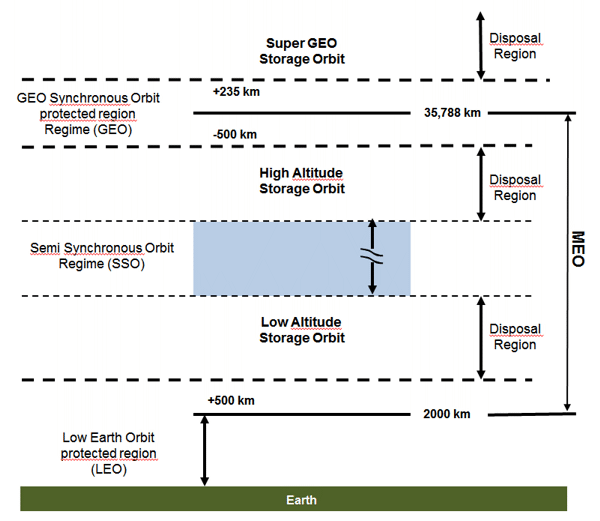 Super GEO
Storage Orbit
Disposal
Region
+235 km
GEO Synchronous Orbit
protected region
Regime (GEO)
35,788 km
-500 km
High Altitude
Storage Orbit
Disposal
Region
Semi Synchronous Orbit
Regime (SSO)
MEO
Low Altitude
Storage Orbit
Disposal
Region
+500 km
2000 km
Low Earth Orbit
protected region
(LEO)
Earth